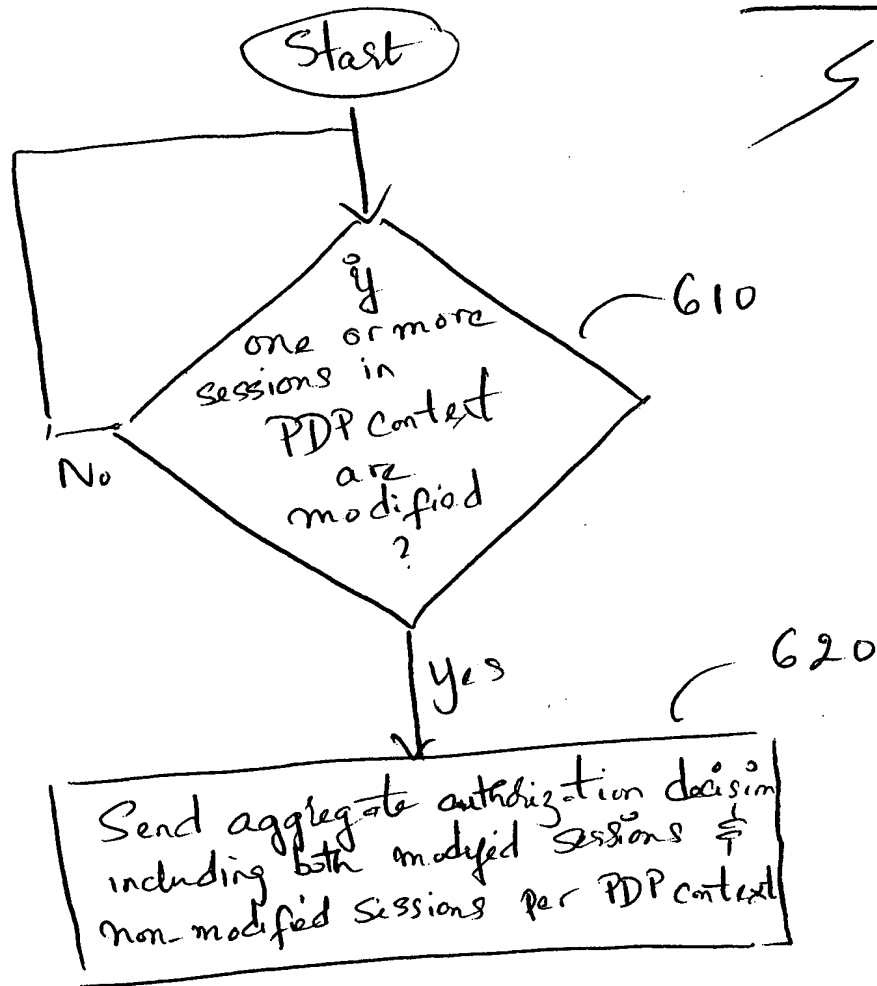 Start
if
one or more
sessions in
PDP context
are
modified
?
610
No
Yes
620
Send aggregate authorization decision
including both modified sessions &
non-modified sessions per PDP context